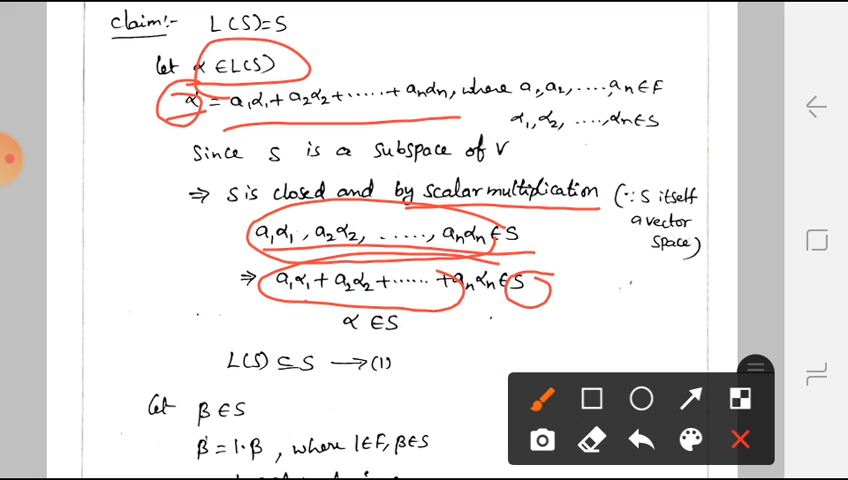 Claim:- L(S)=S
let α ∈L(S)
α = a₁α₁+a₂α₂+.....+anαn, where a₁,a₂,....,an∈F
α₁,α₂, ....,αn∈S
Since S is a subspace of V
⇒ S is closed and by scalar multiplication (∵ S itself
a vector
space)
a₁α₁, a₂α₂, ......, anαn∈S
⇒ a₁α₁+a₂α₂+......+anαn∈S
α ∈S
L(S) ⊆S →(1)
let β∈S
β=1·β, where 1∈F, β∈S